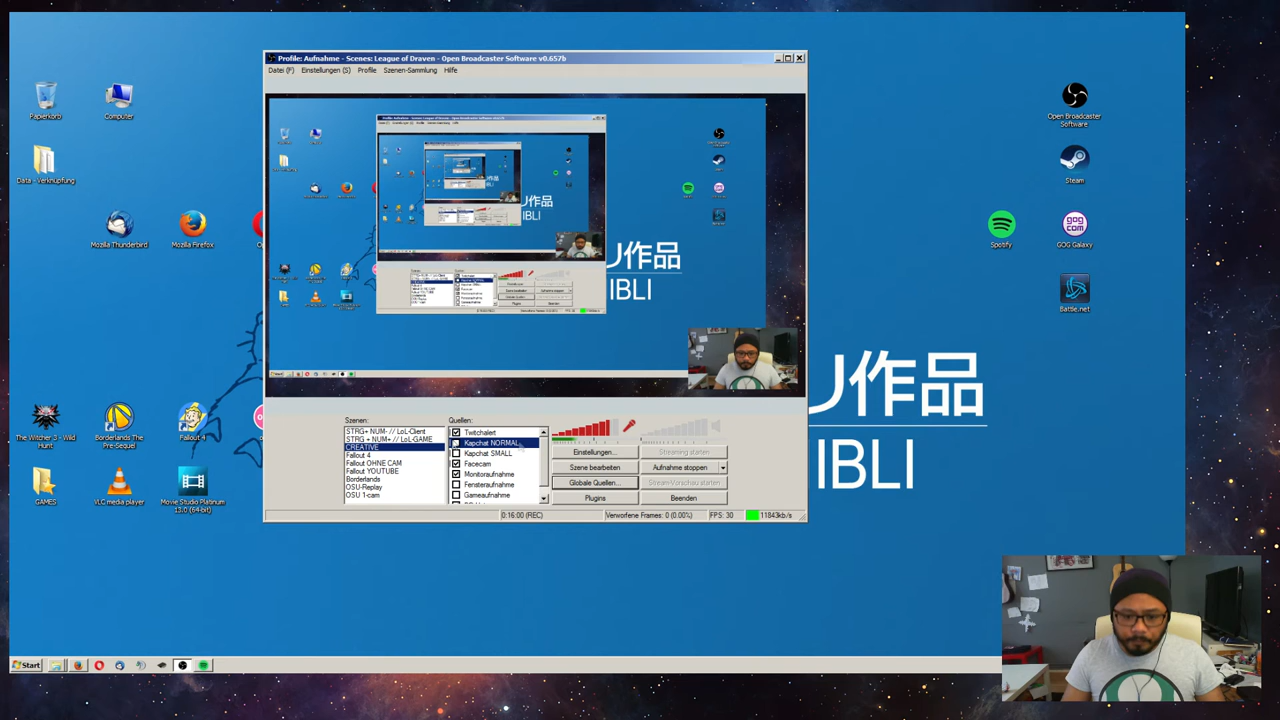 Profile: Aufnahme - Scenes: League of Draven - Open Broadcaster Software v0.657b
Datei (F) Einstellungen (S) Profile Szenen-Sammlung Hilfe
Papierkorb
Computer
Data - Verknüpfung
Mozilla Thunderbird
Mozilla Firefox
The Witcher 3 - Wild Hunt
Borderlands The Pre-Sequel
Fallout 4
GAMES
VLC media player
Movie Studio Platinum 13.0 (64-bit)
Open Broadcaster Software
Steam
Spotify
GOG COM
GOG Galaxy
Battle.net
作品
IBLI
作品
IBLI
Szenen:
STRG+ NUM- // LoL-Client
STRG + NUM+ // LoL-GAME
CREATIVE
Fallout 4
Fallout OHNE CAM
Fallout YOUTUBE
Borderlands
OSU-Replay
OSU 1-cam
Quellen:
Twitchalert
Kapchat NORMAL
Kapchat SMALL
Facecam
Monitoraufnahme
Fensteraufnahme
Gameaufnahme
Einstellungen...
Streaming starten
Szene bearbeiten
Aufnahme stoppen
Globale Quellen...
Stream-Vorschau starten
Plugins
Beenden
0:16:00 (REC)
Verworfene Frames: 0 (0.00%)
FPS: 30
11843kb/s
Start